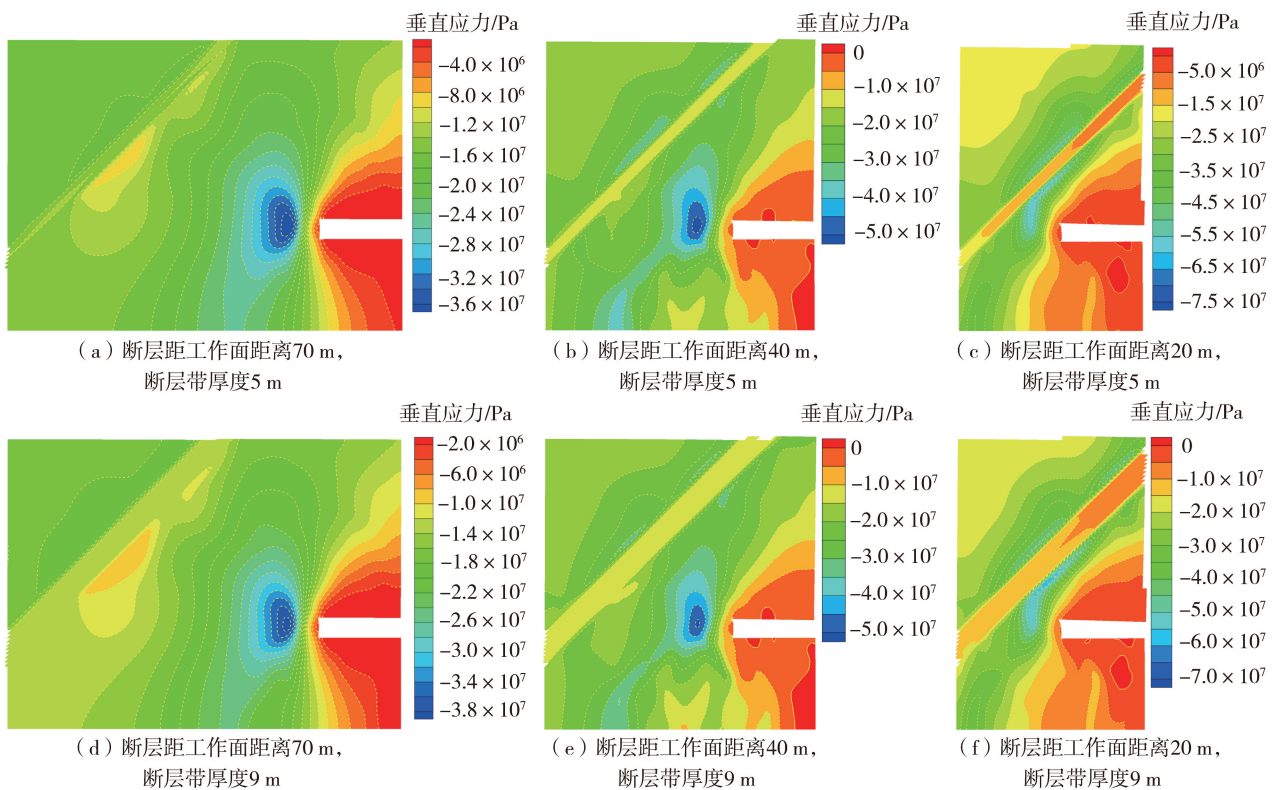 垂直应力/Pa
−4.0×10⁶
−8.0×10⁶
−1.2×10⁷
−1.6×10⁷
−2.0×10⁷
−2.4×10⁷
−2.8×10⁷
−3.2×10⁷
−3.6×10⁷
(a)断层距工作面距离70 m,
断层带厚度5 m
垂直应力/Pa
0
−1.0×10⁷
−2.0×10⁷
−3.0×10⁷
−4.0×10⁷
−5.0×10⁷
(b)断层距工作面距离40 m,
断层带厚度5 m
垂直应力/Pa
−5.0×10⁶
−1.5×10⁷
−2.5×10⁷
−3.5×10⁷
−4.5×10⁷
−5.5×10⁷
−6.5×10⁷
−7.5×10⁷
(c)断层距工作面距离20 m,
断层带厚度5 m
垂直应力/Pa
−2.0×10⁶
−6.0×10⁶
−1.0×10⁷
−1.4×10⁷
−1.8×10⁷
−2.2×10⁷
−2.6×10⁷
−3.0×10⁷
−3.4×10⁷
−3.8×10⁷
(d)断层距工作面距离70 m,
断层带厚度9 m
垂直应力/Pa
0
−1.0×10⁷
−2.0×10⁷
−3.0×10⁷
−4.0×10⁷
−5.0×10⁷
(e)断层距工作面距离40 m,
断层带厚度9 m
垂直应力/Pa
0
−1.0×10⁷
−2.0×10⁷
−3.0×10⁷
−4.0×10⁷
−5.0×10⁷
−6.0×10⁷
−7.0×10⁷
(f)断层距工作面距离20 m,
断层带厚度9 m